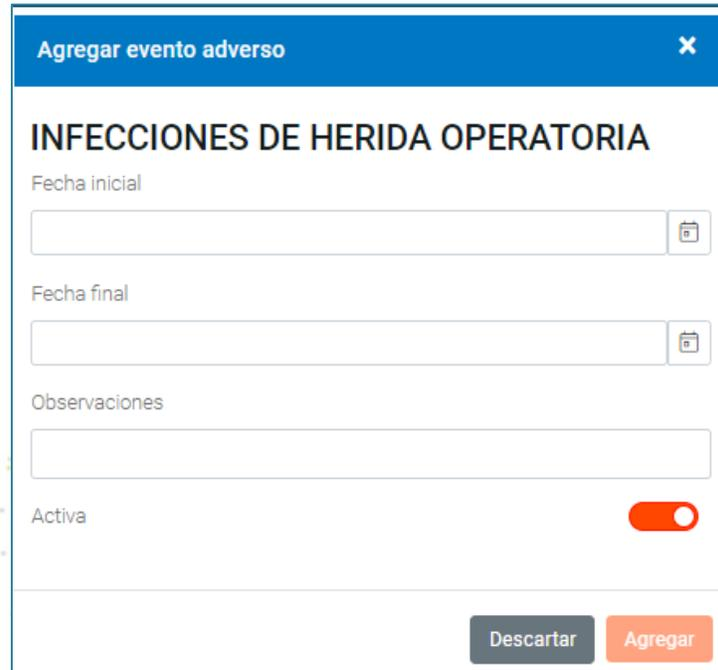 Agregar evento adverso
INFECCIONES DE HERIDA OPERATORIA
Fecha inicial
Fecha final
Observaciones
Activa
Descartar Agregar